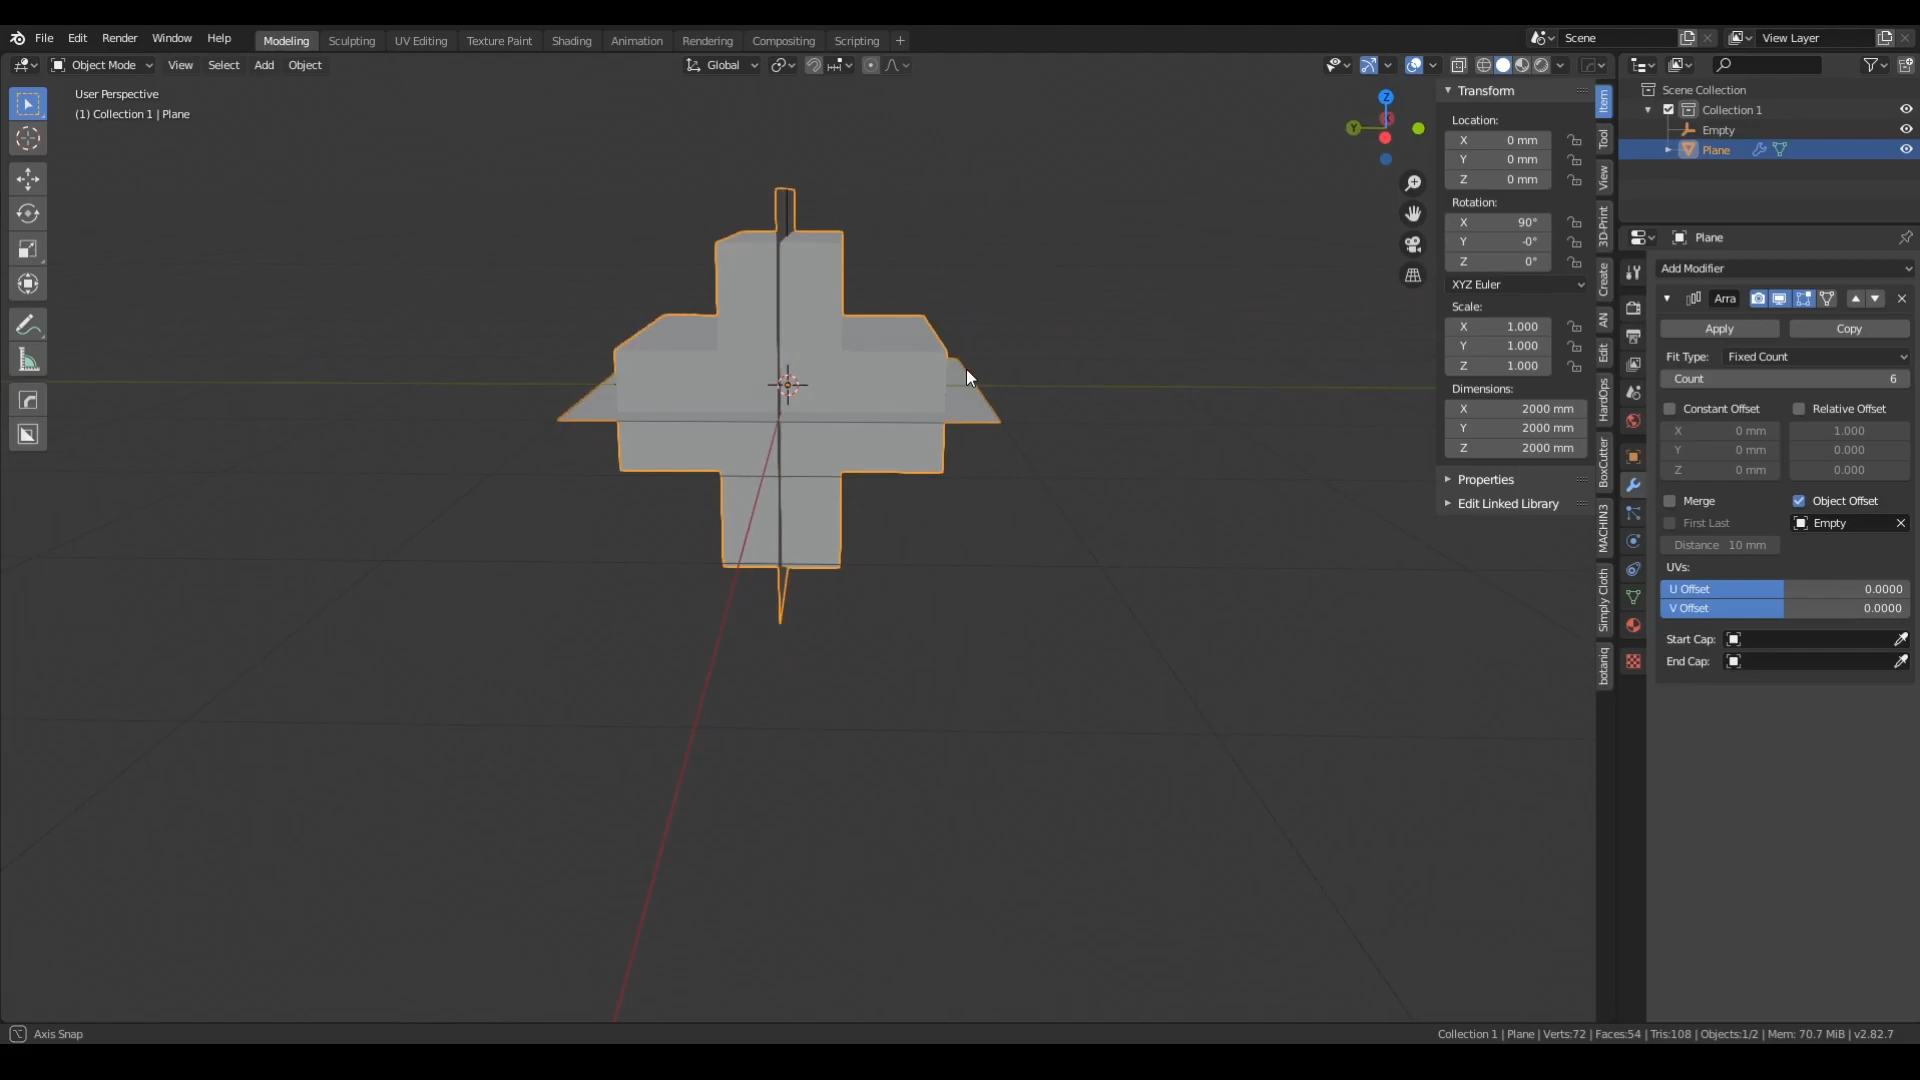 File Edit Render Window Help Modeling Sculpting UV Editing Texture Paint Shading Animation Rendering Compositing Scripting + Scene View Layer
Object Mode View Select Add Object Global
User Perspective
(1) Collection 1 | Plane
Z
Y
Transform
Location:
X 0 mm
Y 0 mm
Z 0 mm
Rotation:
X 90°
Y -0°
Z 0°
XYZ Euler
Scale:
X 1.000
Y 1.000
Z 1.000
Dimensions:
X 2000 mm
Y 2000 mm
Z 2000 mm
Properties
Edit Linked Library
Item
Tool
View
3D-Print
Create
AN
Edit
HardOps
BoxCutter
MACHIN3
Simply Cloth
botaniq
Scene Collection
Collection 1
Empty
Plane
Plane
Add Modifier
Arra
Apply Copy
Fit Type: Fixed Count
Count 6
Constant Offset Relative Offset
X 0 mm 1.000
Y 0 mm 0.000
Z 0 mm 0.000
Merge Object Offset
First Last Empty
Distance 10 mm
UVs:
U Offset 0.0000
V Offset 0.0000
Start Cap:
End Cap:
Axis Snap
Collection 1 | Plane | Verts:72 | Faces:54 | Tris:108 | Objects:1/2 | Mem: 70.7 MiB | v2.82.7